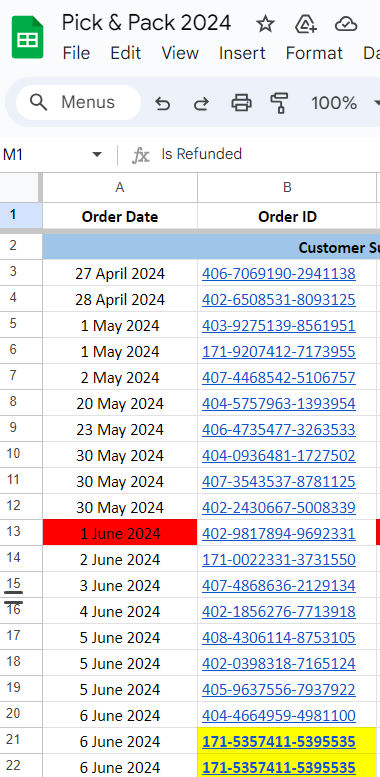 Pick & Pack 2024
File Edit View Insert Format Da
Menus 100%
M1 Is Refunded
A B
1 Order Date Order ID
2 Customer Su
3 27 April 2024 406-7069190-2941138
4 28 April 2024 402-6508531-8093125
5 1 May 2024 403-9275139-8561951
6 1 May 2024 171-9207412-7173955
7 2 May 2024 407-4468542-5106757
8 20 May 2024 404-5757963-1393954
9 23 May 2024 406-4735477-3263533
10 30 May 2024 404-0936481-1727502
11 30 May 2024 407-3543537-8781125
12 30 May 2024 402-2430667-5008339
13 1 June 2024 402-9817894-9692331
14 2 June 2024 171-0022331-3731550
15 3 June 2024 407-4868636-2129134
16 4 June 2024 402-1856276-7713918
17 5 June 2024 408-4306114-8753105
18 5 June 2024 402-0398318-7165124
19 5 June 2024 405-9637556-7937922
20 6 June 2024 404-4664959-4981100
21 6 June 2024 171-5357411-5395535
22 6 June 2024 171-5357411-5395535